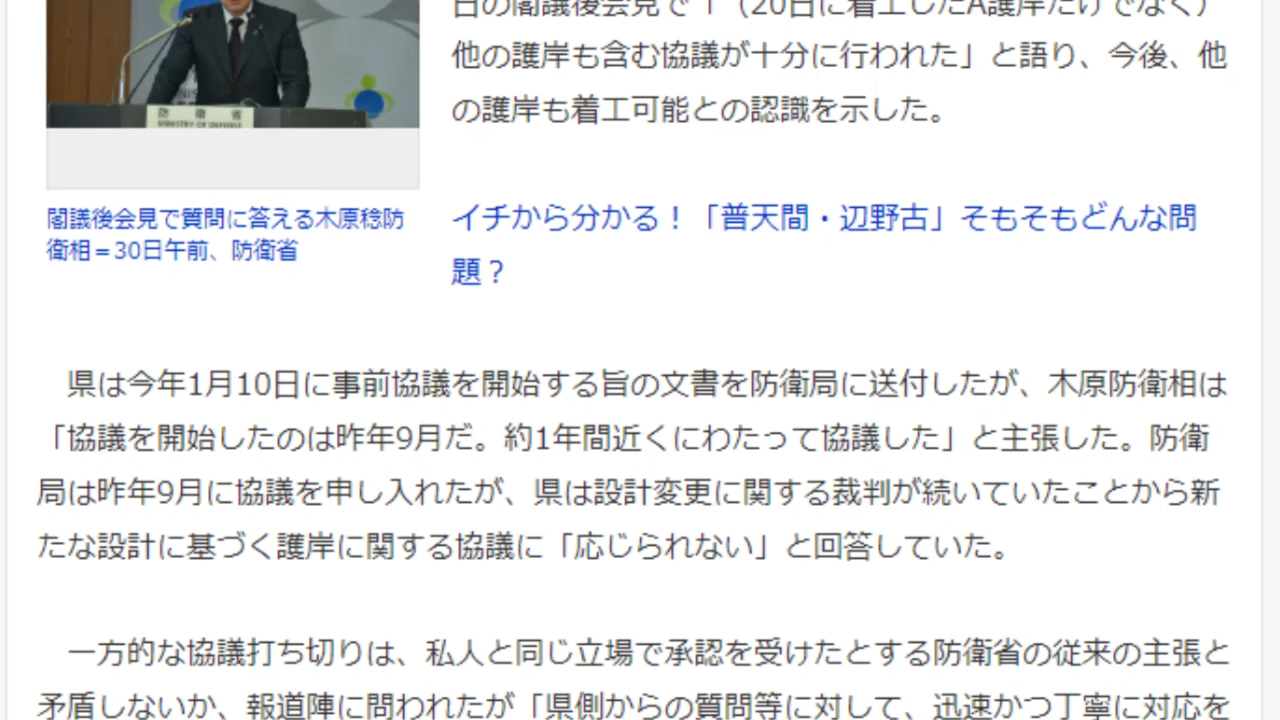 日の閣議後会見で「（20日に着工したA護岸だけでなく）
他の護岸も含む協議が十分に行われた」と語り、今後、他
の護岸も着工可能との認識を示した。
防衛省
MINISTRY OF DEFENSE
閣議後会見で質問に答える木原稔防
衛相＝30日午前、防衛省
イチから分かる！「普天間・辺野古」そもそもどんな問
題？
県は今年1月10日に事前協議を開始する旨の文書を防衛局に送付したが、木原防衛相は
「協議を開始したのは昨年9月だ。約1年間近くにわたって協議した」と主張した。防衛
局は昨年9月に協議を申し入れたが、県は設計変更に関する裁判が続いていたことから新
たな設計に基づく護岸に関する協議に「応じられない」と回答していた。
一方的な協議打ち切りは、私人と同じ立場で承認を受けたとする防衛省の従来の主張と
矛盾しないか、報道陣に問われたが「県側からの質問等に対して、迅速かつ丁寧に対応を